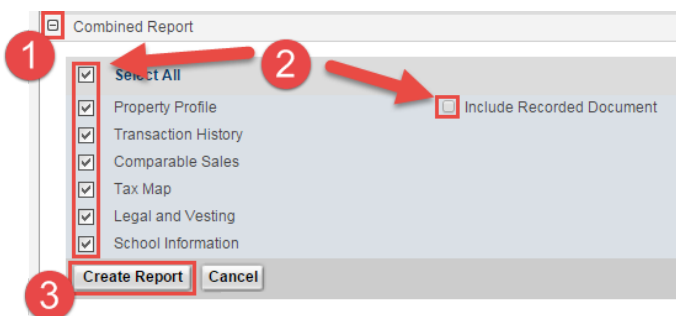 Combined Report
1
2
Select All
Property Profile Include Recorded Document
Transaction History
Comparable Sales
Tax Map
Legal and Vesting
School Information
Create Report Cancel
3